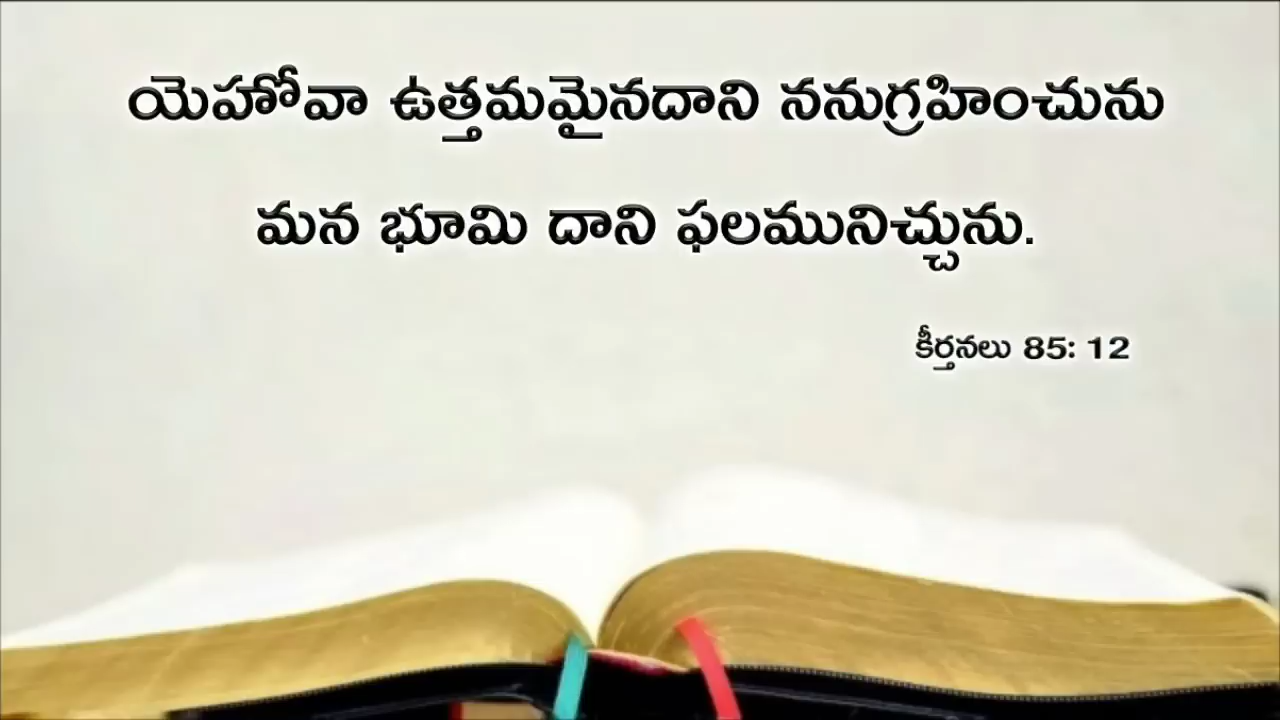 యెహోవా ఉత్తమమైనదాని ననుగ్రహించును
మన భూమి దాని ఫలమునిచ్చును.
కీర్తనలు 85: 12